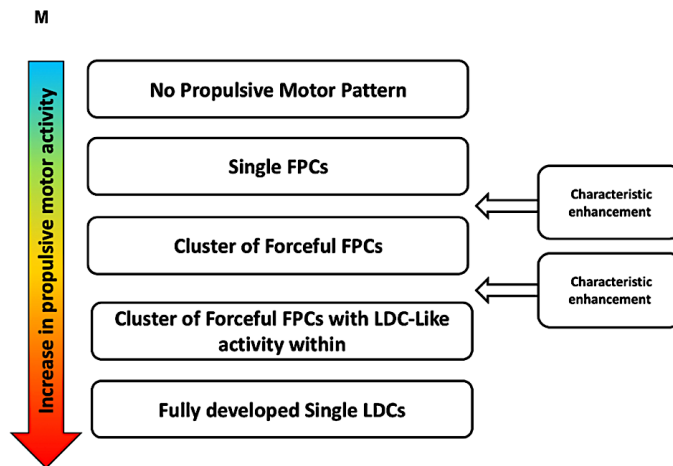 M
Increase in propulsive motor activity
No Propulsive Motor Pattern
Single FPCs
Characteristic
enhancement
Cluster of Forceful FPCs
Characteristic
enhancement
Cluster of Forceful FPCs with LDC-Like
activity within
Fully developed Single LDCs